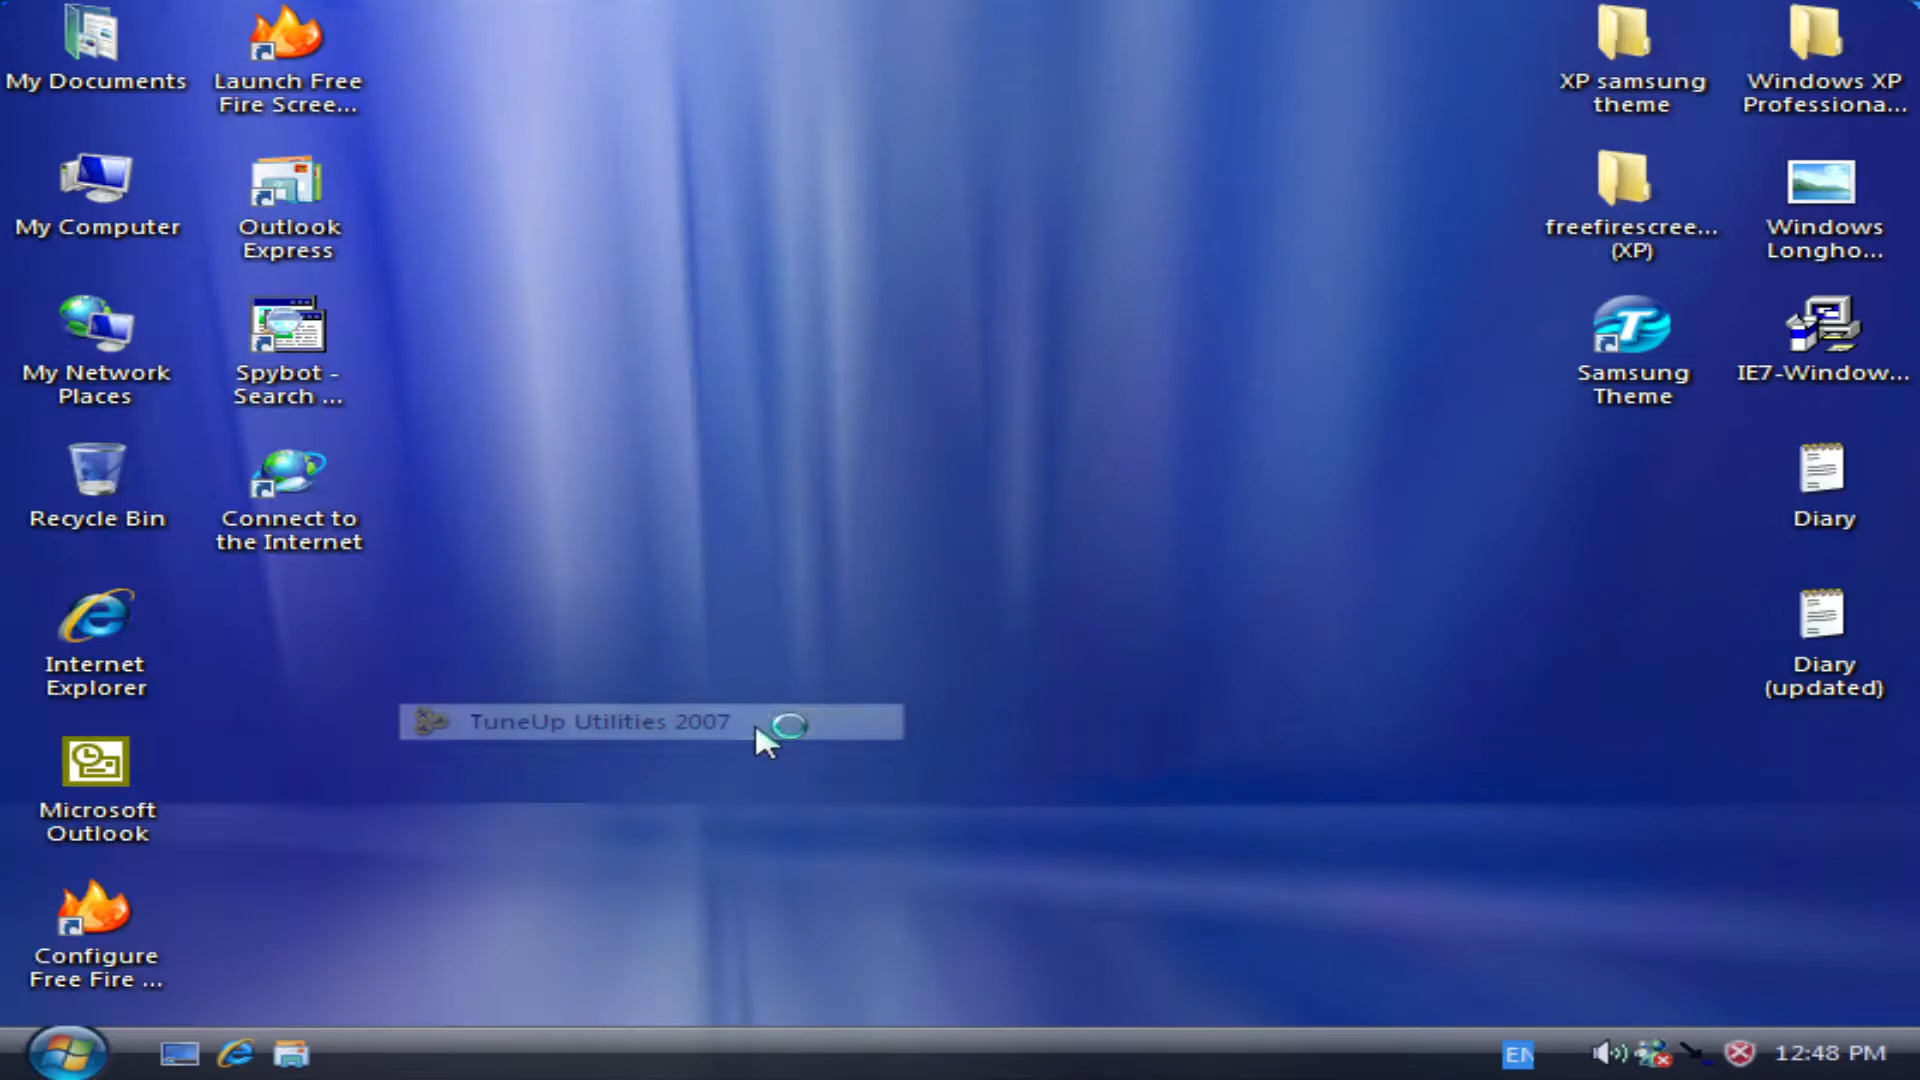 My Documents
Launch Free
Fire Scree...
XP samsung
theme
Windows XP
Professiona...
My Computer
Outlook
Express
freefirescree...
(XP)
Windows
Longho...
My Network
Places
Spybot -
Search ...
Samsung
Theme
IE7-Window...
Recycle Bin
Connect to
the Internet
Diary
Internet
Explorer
Diary
(updated)
TuneUp Utilities 2007
Microsoft
Outlook
Configure
Free Fire ...
EN
12:48 PM